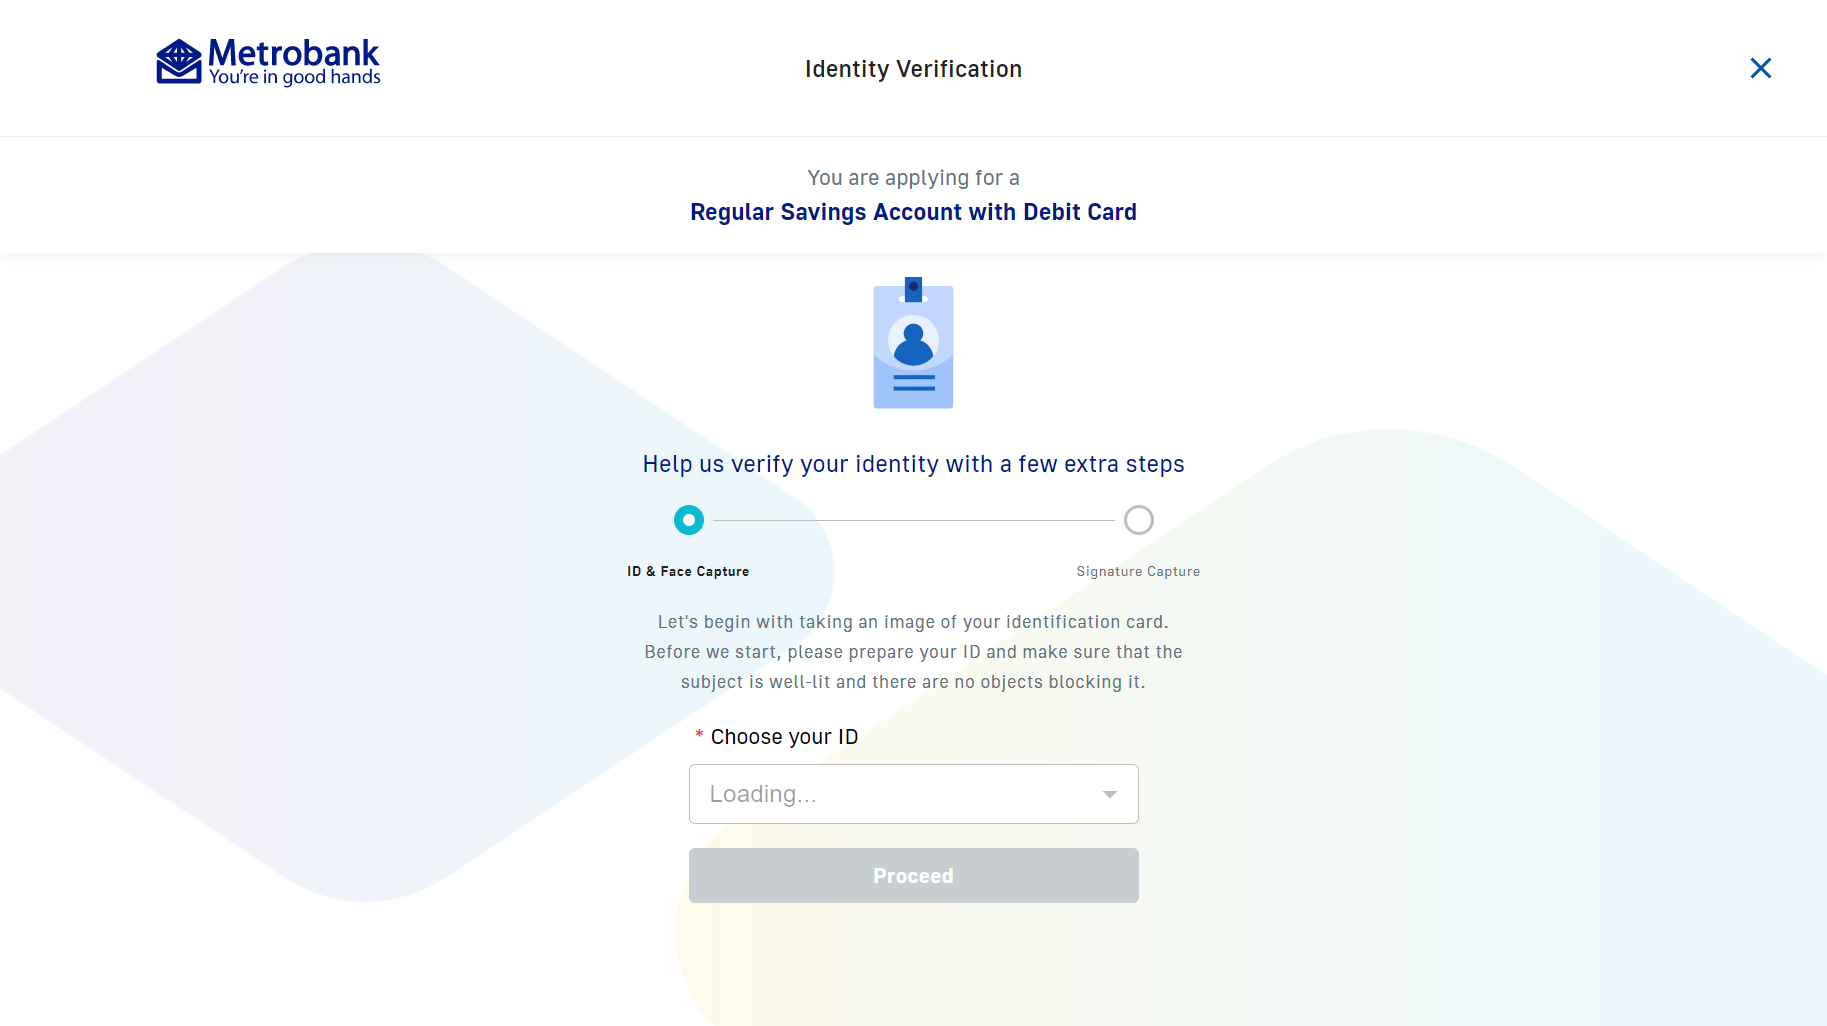 Metrobank
You're in good hands
Identity Verification
You are applying for a
Regular Savings Account with Debit Card
Help us verify your identity with a few extra steps
ID & Face Capture
Signature Capture
Let's begin with taking an image of your identification card.
Before we start, please prepare your ID and make sure that the
subject is well-lit and there are no objects blocking it.
* Choose your ID
Loading...
Proceed